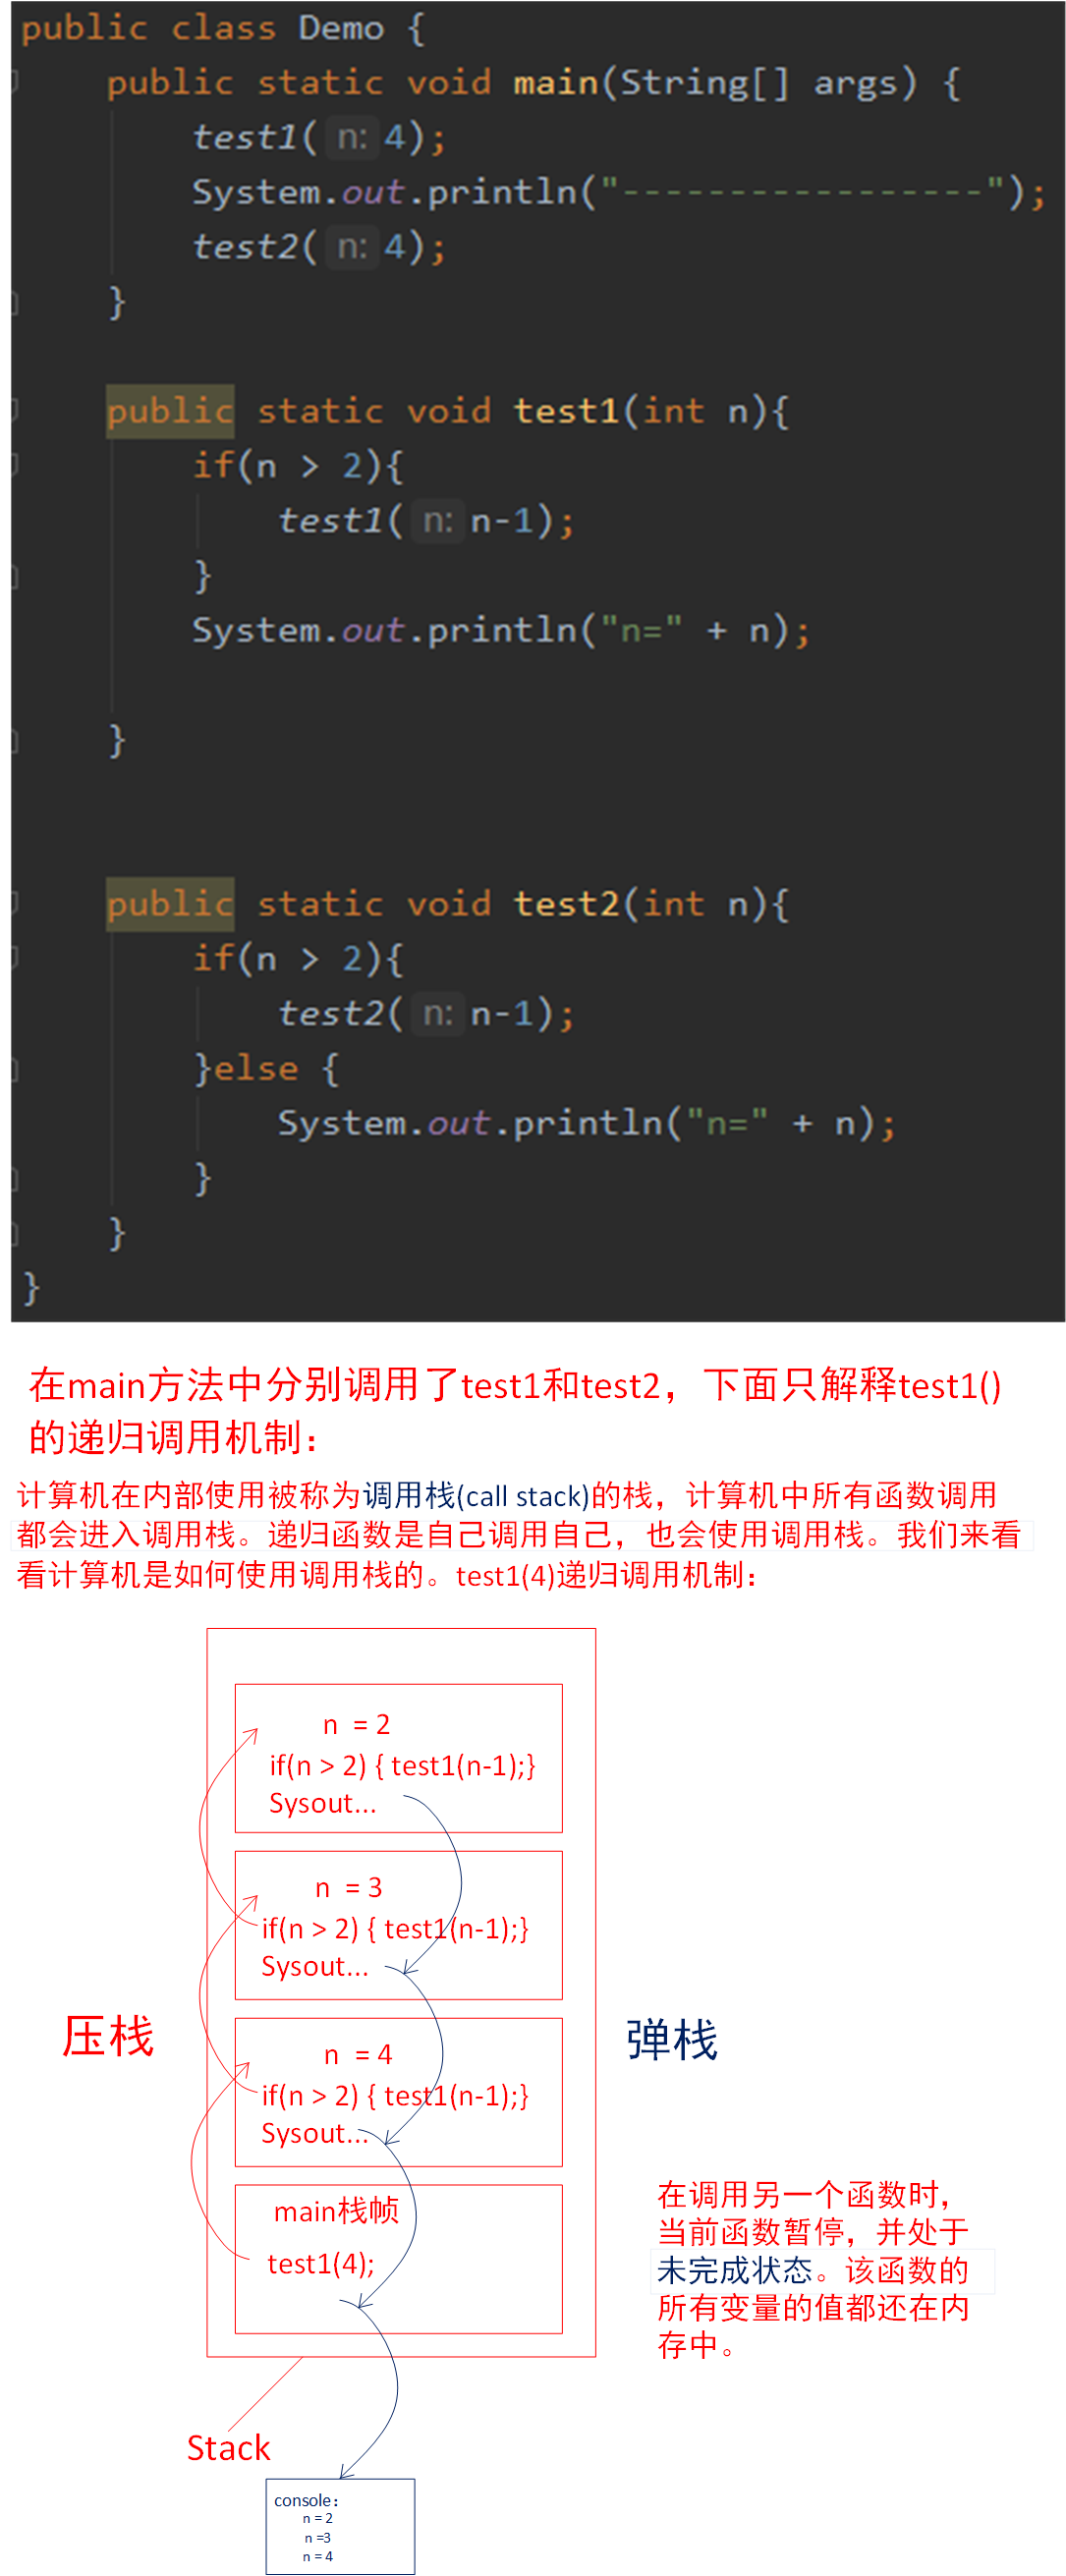 public class Demo {
public static void main(String[] args) {
test1( n: 4);
System.out.println("-----------------");
test2( n: 4);
}
public static void test1(int n){
if(n > 2){
test1( n: n-1);
}
System.out.println("n=" + n);
}
public static void test2(int n){
if(n > 2){
test2( n: n-1);
}else {
System.out.println("n=" + n);
}
}
}
在main方法中分别调用了test1和test2，下面只解释test1()
的递归调用机制：
计算机在内部使用被称为调用栈(call stack)的栈，计算机中所有函数调用
都会进入调用栈。递归函数是自己调用自己，也会使用调用栈。我们来看
看计算机是如何使用调用栈的。test1(4)递归调用机制：
n = 2
if(n > 2) { test1(n-1);}
Sysout...
n = 3
if(n > 2) { test1(n-1);}
Sysout...
压栈
弹栈
n = 4
if(n > 2) { test1(n-1);}
Sysout...
main栈帧
test1(4);
在调用另一个函数时，
当前函数暂停，并处于
未完成状态。该函数的
所有变量的值都还在内
存中。
Stack
console：
n = 2
n =3
n = 4